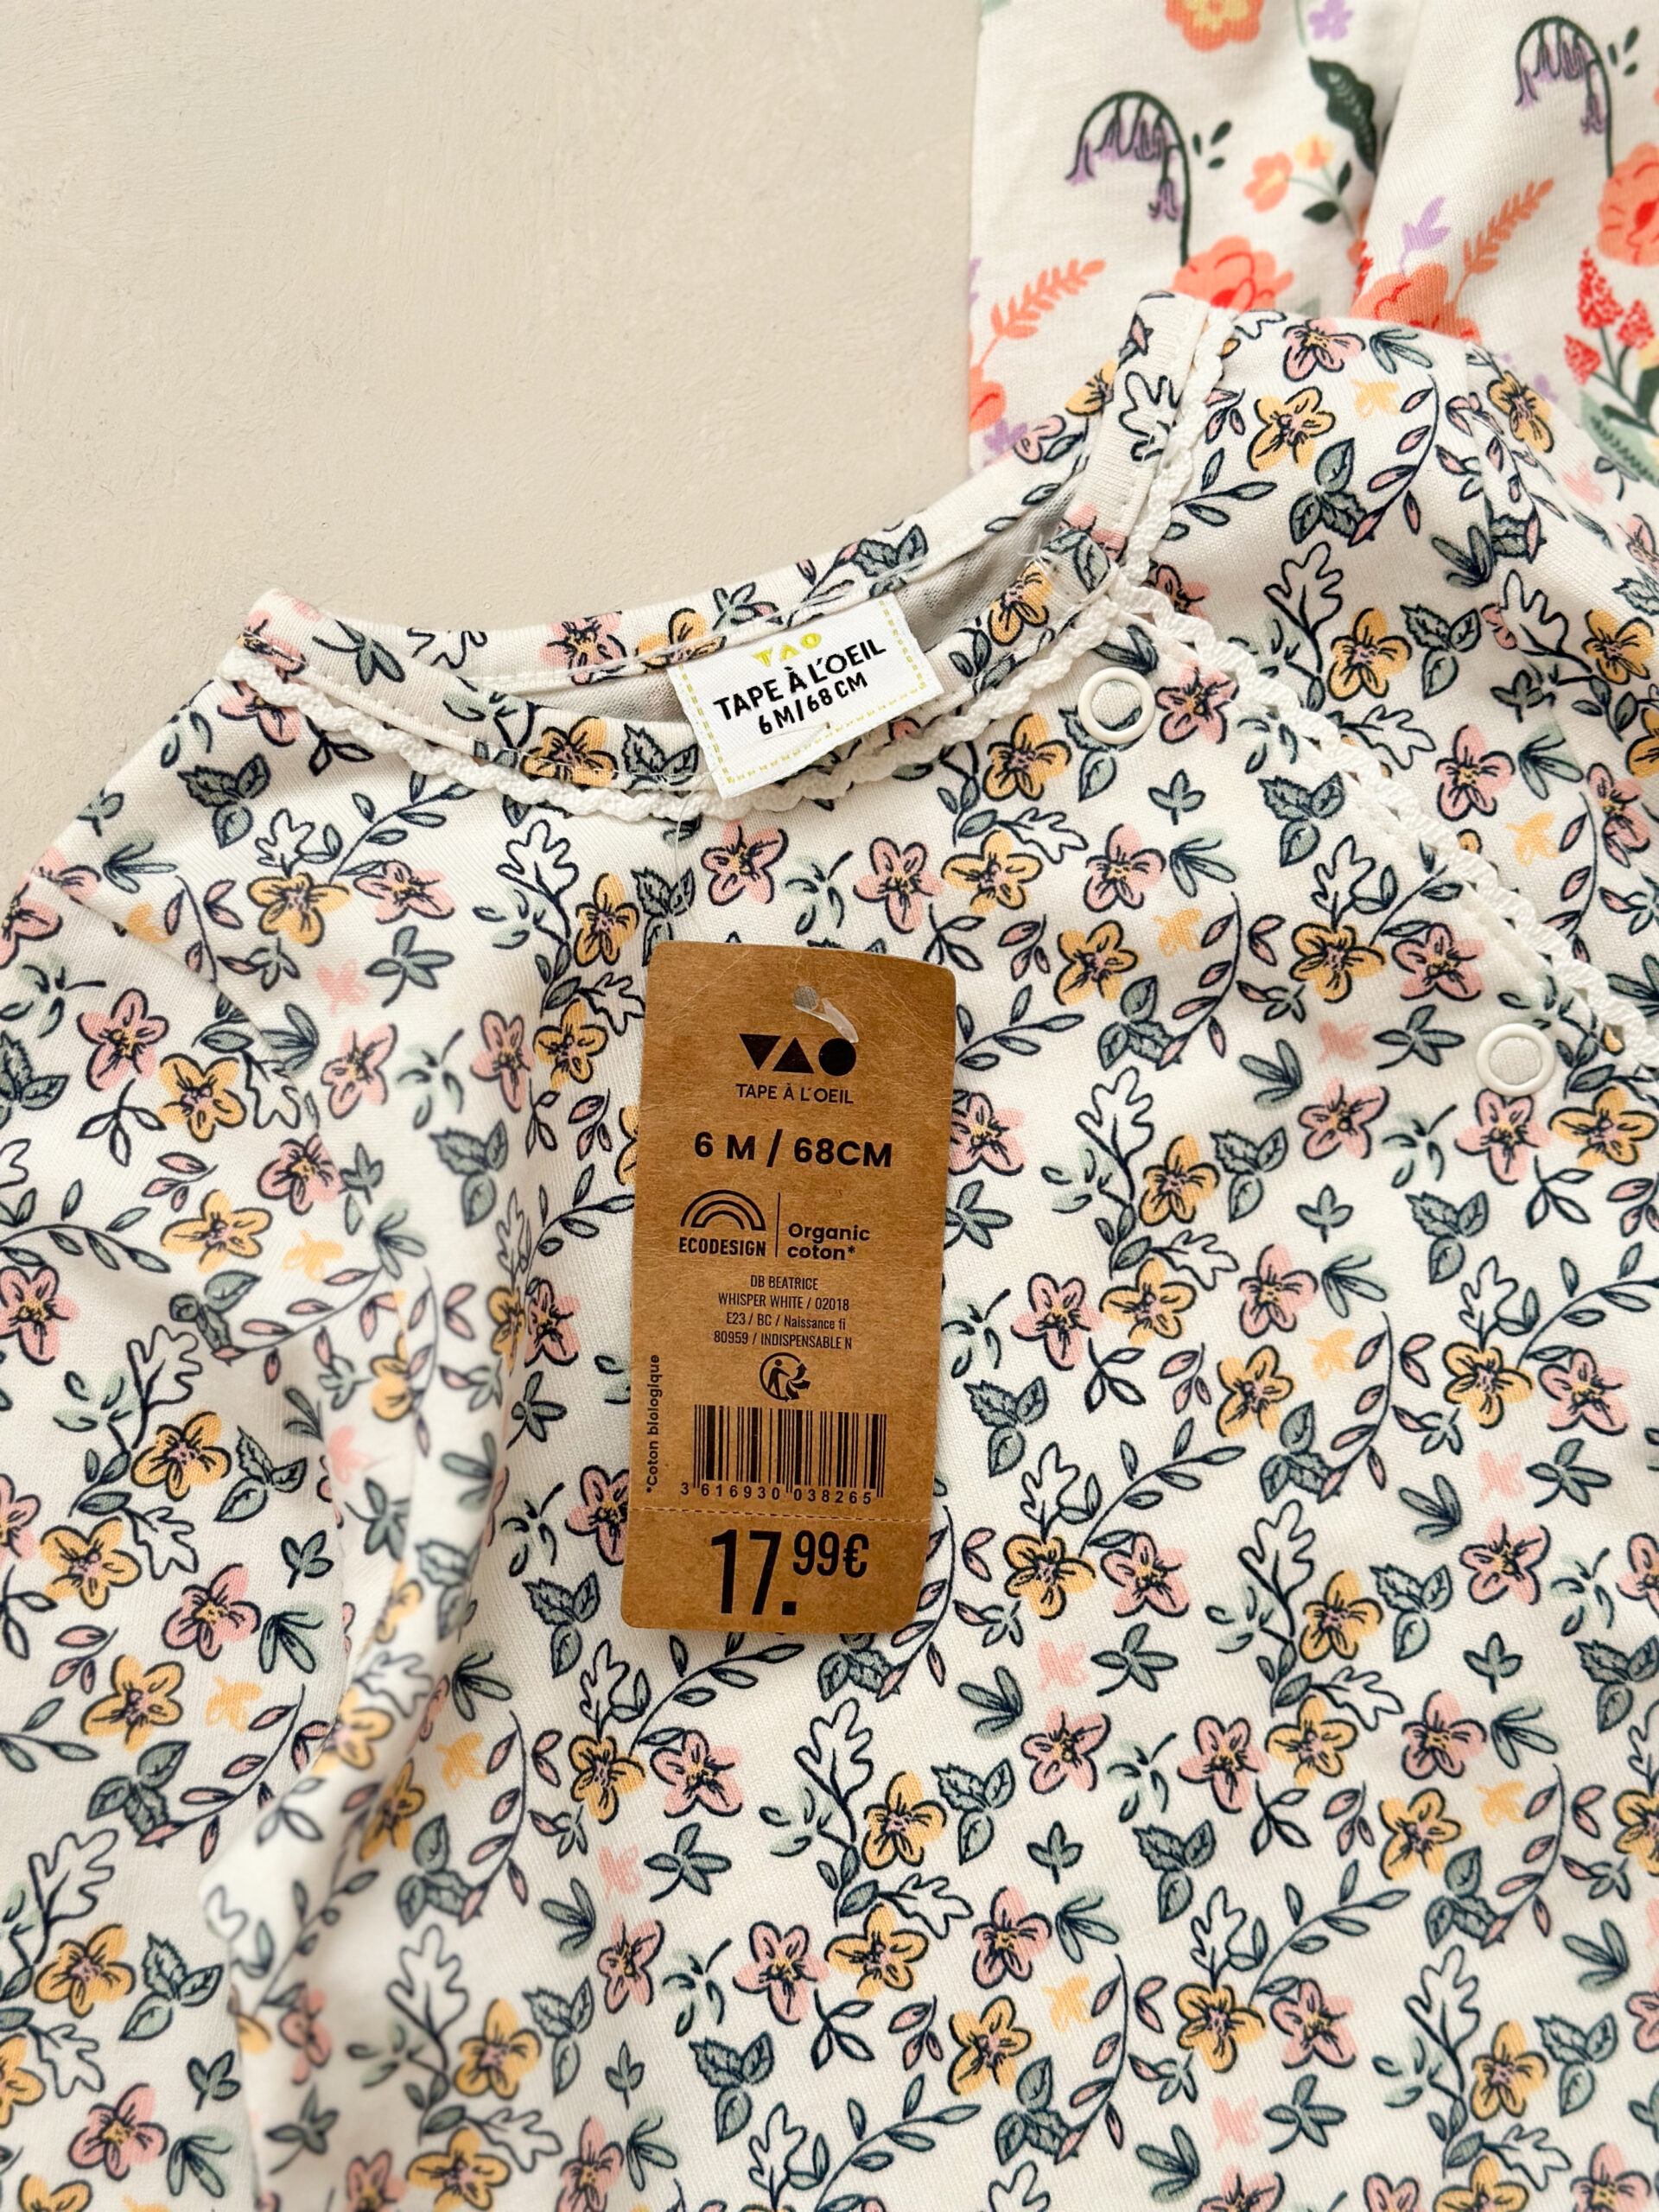 TAO
TAPE À L'OEIL
6M/68CM
TAO
TAPE À L'OEIL
6 M / 68CM
ECODESIGN
Organic
coton*
DB BEATRICE
WHISPER WHITE / 02018
E23 / BC / Naissance fi
80959 / INDISPENSABLE N
*Coton biologique
3 616930 038265
17.99€